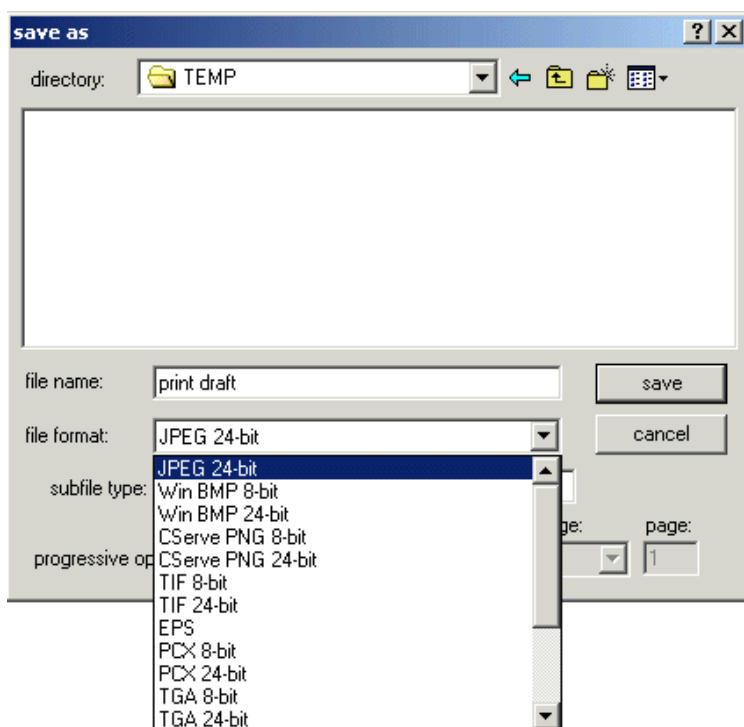 save as
directory: TEMP
file name: print draft save
file format: JPEG 24-bit cancel
JPEG 24-bit
subfile type: Win BMP 8-bit
Win BMP 24-bit
CServe PNG 8-bit page:
progressive CServe PNG 24-bit 1
TIF 8-bit
TIF 24-bit
EPS
PCX 8-bit
PCX 24-bit
TGA 8-bit
TGA 24-bit